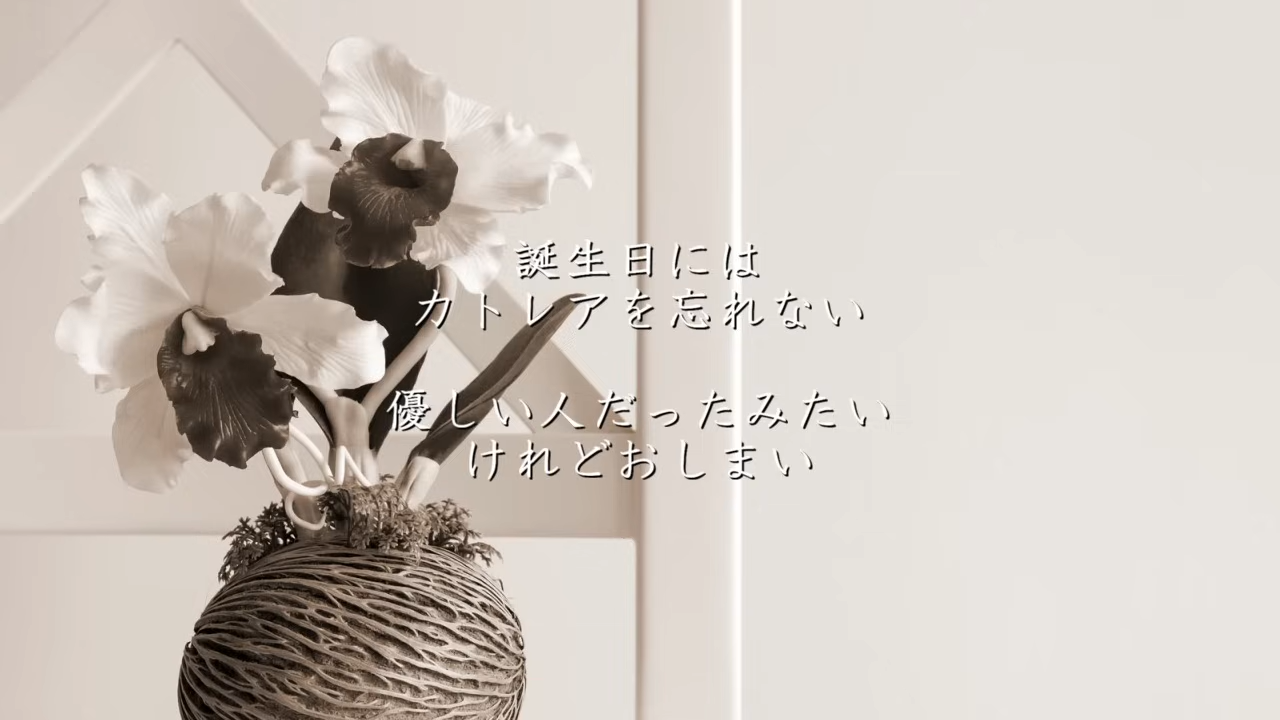 誕生日には
カトレアを忘れない
優しい人だったみたい
けれどおしまい